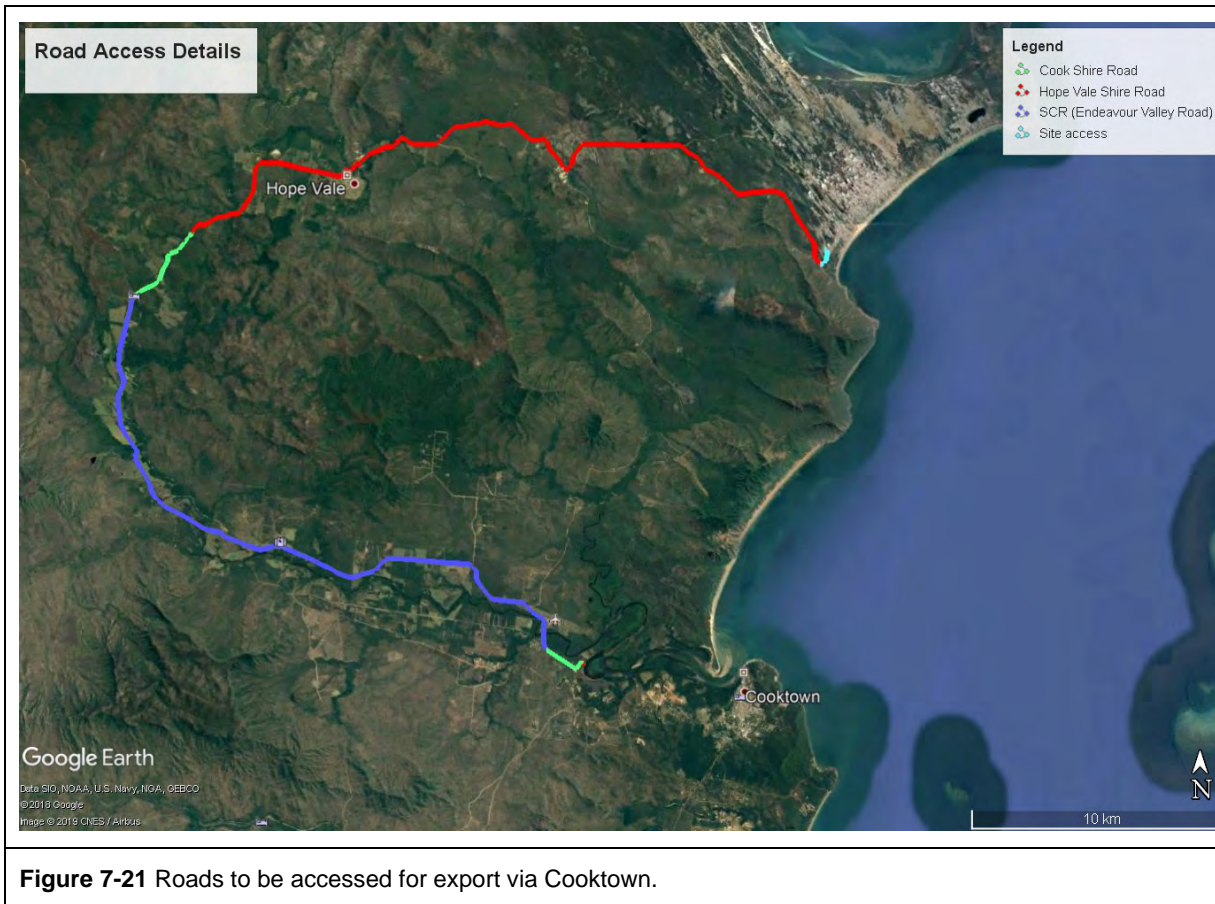 Road Access Details
Legend
Cook Shire Road
Hope Vale Shire Road
SCR (Endeavour Valley Road)
Site access
Hope Vale
Cooktown
Google Earth
Data SIO, NOAA, U.S. Navy, NGA, GEBCO
©2018 Google
Image © 2019 CNES / Airbus
N
10 km
Figure 7-21 Roads to be accessed for export via Cooktown.